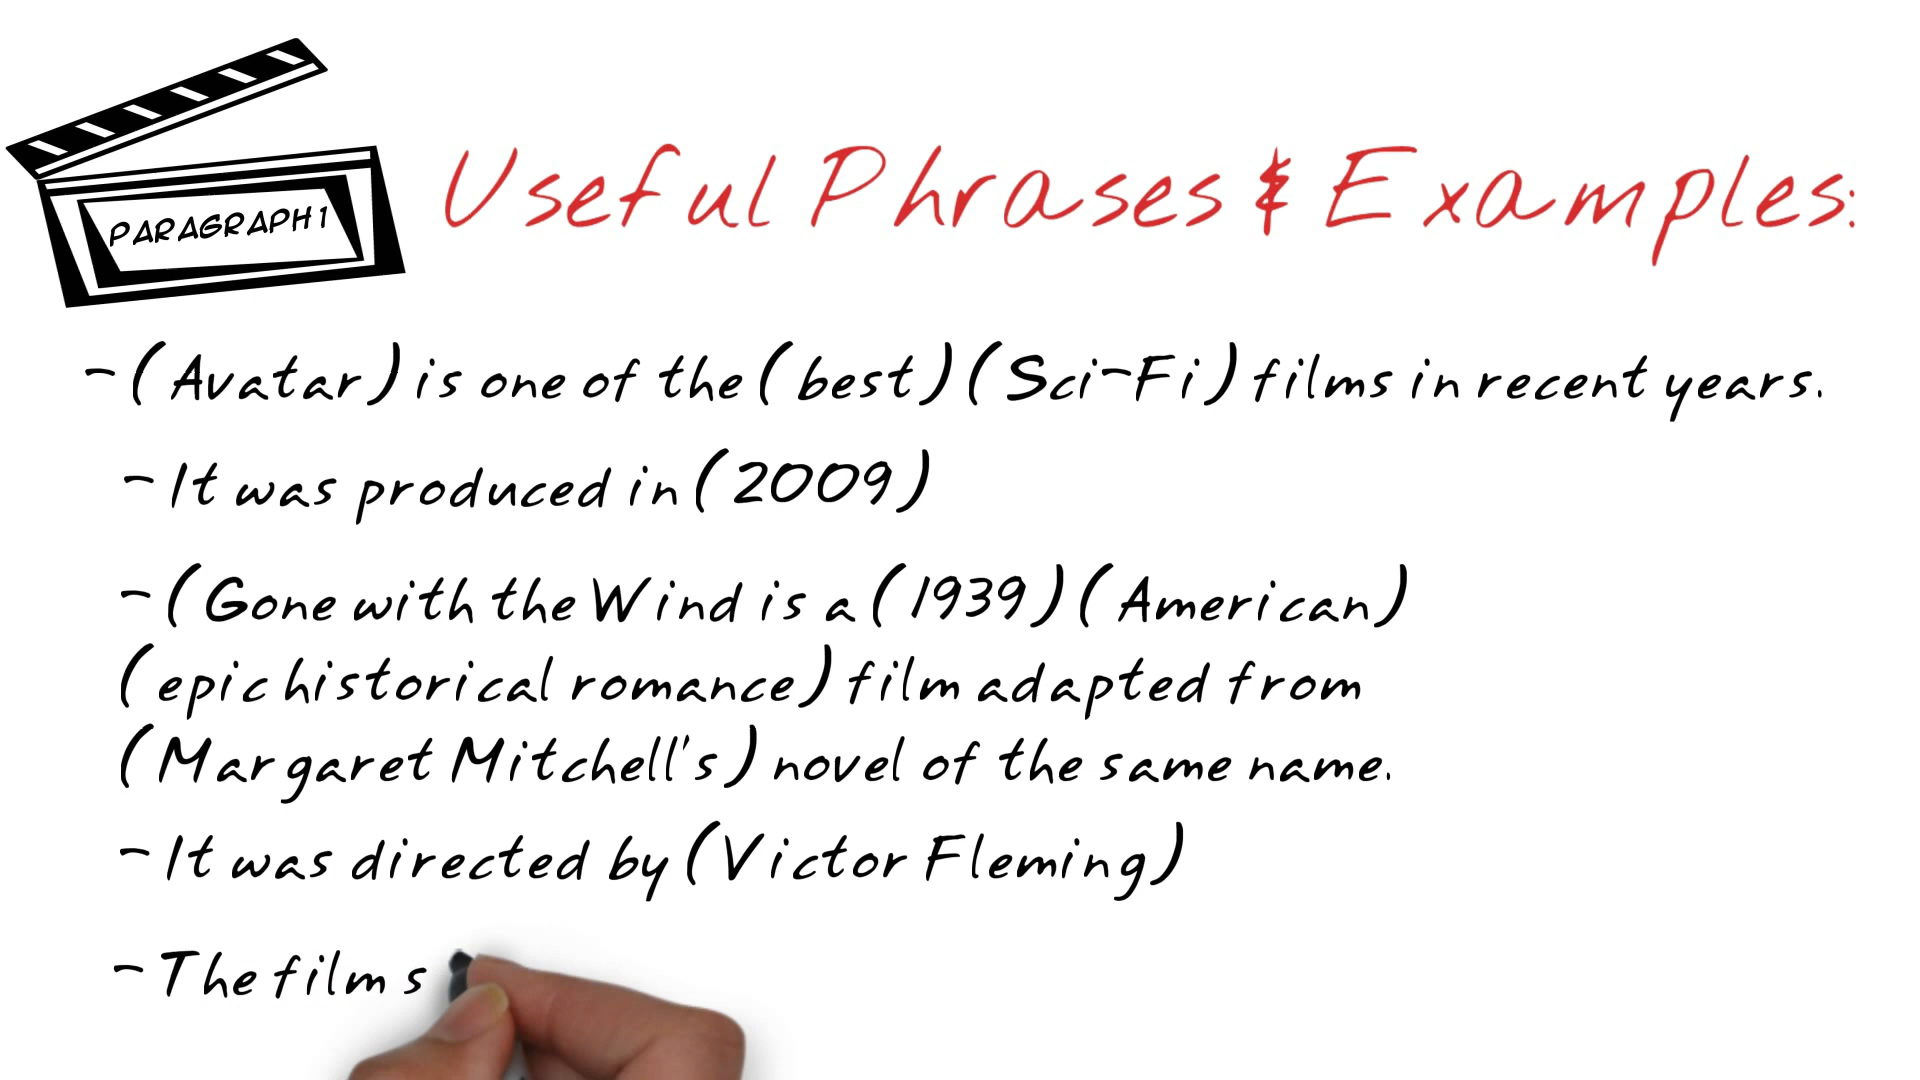 PARAGRAPH 1
Useful Phrases & Examples:
- (Avatar) is one of the (best) (Sci-Fi) films in recent years.
- It was produced in (2009)
- (Gone with the Wind is a (1939) (American)
(epic historical romance) film adapted from
(Margaret Mitchell's) novel of the same name.
- It was directed by (Victor Fleming)
- The film s